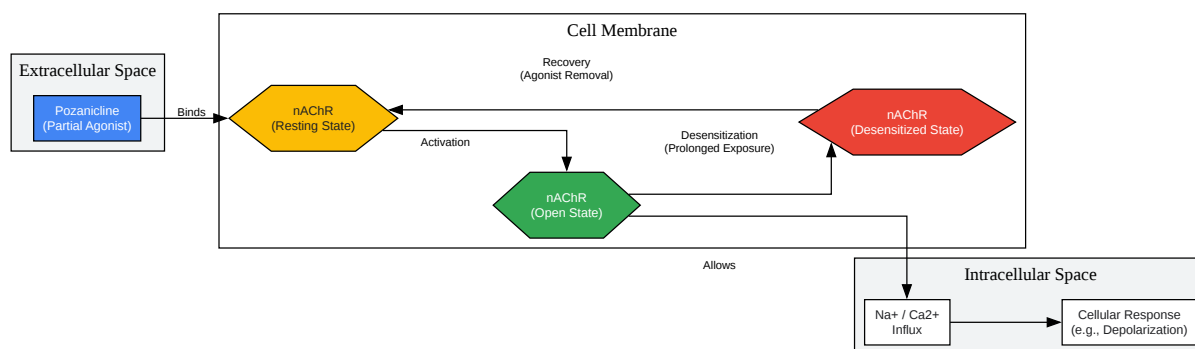 Cell Membrane
Extracellular Space
Pozanicline
(Partial Agonist)
Binds
nAChR
(Resting State)
Recovery
(Agonist Removal)
Activation
Desensitization
(Prolonged Exposure)
nAChR
(Desensitized State)
nAChR
(Open State)
Allows
Intracellular Space
Na+ / Ca2+
Influx
Cellular Response
(e.g., Depolarization)